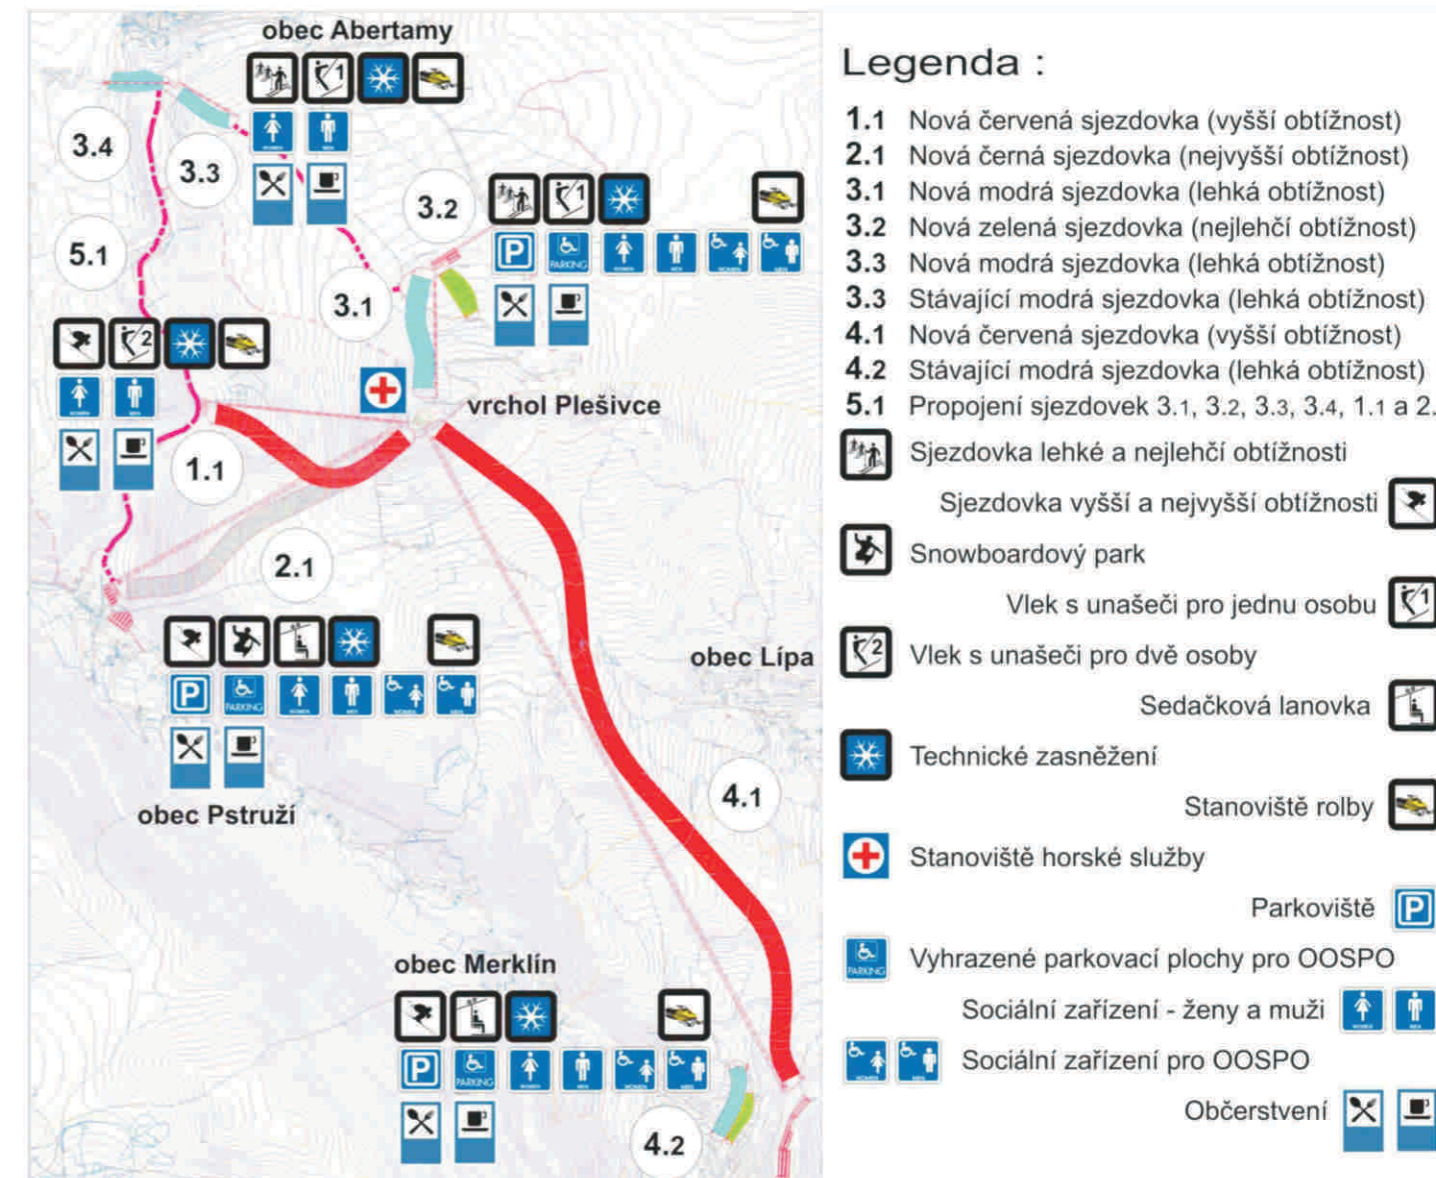 obec Abertamy
3.4
3.3
3.2
5.1
3.1
vrchol Plešivce
1.1
2.1
obec Lípa
obec Pstruží
4.1
obec Merklín
4.2
Legenda :
1.1 Nová červená sjezdovka (vyšší obtížnost)
2.1 Nová černá sjezdovka (nejvyšší obtížnost)
3.1 Nová modrá sjezdovka (lehká obtížnost)
3.2 Nová zelená sjezdovka (nejlehčí obtížnost)
3.3 Nová modrá sjezdovka (lehká obtížnost)
3.3 Stávající modrá sjezdovka (lehká obtížnost)
4.1 Nová červená sjezdovka (vyšší obtížnost)
4.2 Stávající modrá sjezdovka (lehká obtížnost)
5.1 Propojení sjezdovek 3.1, 3.2, 3.3, 3.4, 1.1 a 2.
Sjezdovka lehké a nejlehčí obtížnosti
Sjezdovka vyšší a nejvyšší obtížnosti
Snowboardový park
Vlek s unašeči pro jednu osobu 1
2 Vlek s unašeči pro dvě osoby
Sedačková lanovka
Technické zasněžení
Stanoviště rolby
Stanoviště horské služby
Parkoviště P
PARKING Vyhrazené parkovací plochy pro OOSPO
Sociální zařízení - ženy a muži
Sociální zařízení pro OOSPO
Občerstvení